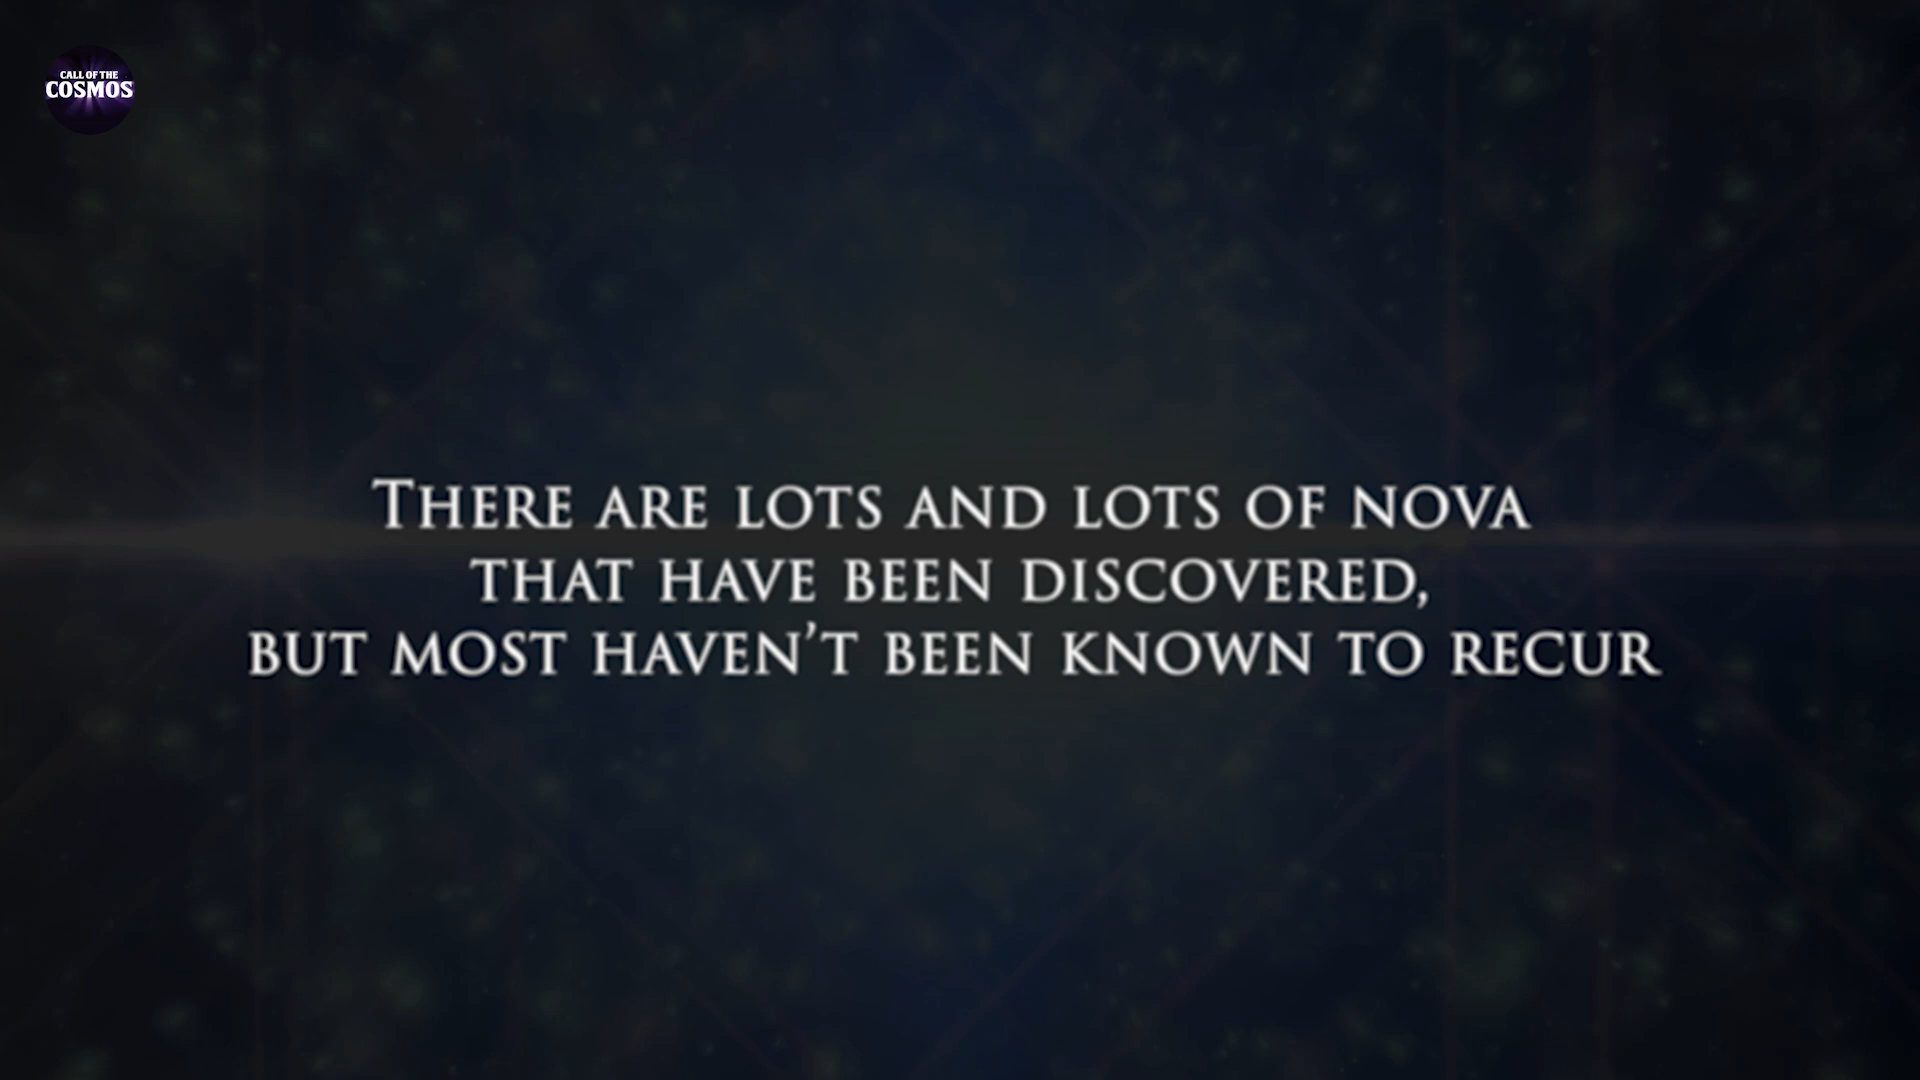 CALL OF THE
COSMOS
THERE ARE LOTS AND LOTS OF NOVA
THAT HAVE BEEN DISCOVERED,
BUT MOST HAVEN'T BEEN KNOWN TO RECUR